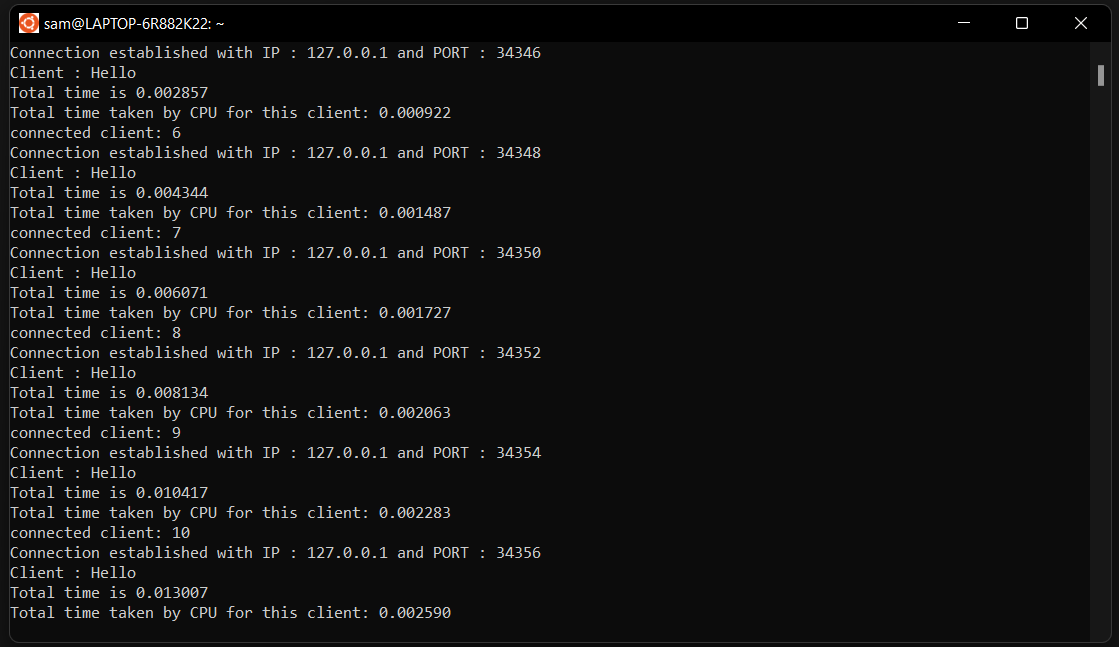 sam@LAPTOP-6R882K22: ~
Connection established with IP : 127.0.0.1 and PORT : 34346
Client : Hello
Total time is 0.002857
Total time taken by CPU for this client: 0.000922
connected client: 6
Connection established with IP : 127.0.0.1 and PORT : 34348
Client : Hello
Total time is 0.004344
Total time taken by CPU for this client: 0.001487
connected client: 7
Connection established with IP : 127.0.0.1 and PORT : 34350
Client : Hello
Total time is 0.006071
Total time taken by CPU for this client: 0.001727
connected client: 8
Connection established with IP : 127.0.0.1 and PORT : 34352
Client : Hello
Total time is 0.008134
Total time taken by CPU for this client: 0.002063
connected client: 9
Connection established with IP : 127.0.0.1 and PORT : 34354
Client : Hello
Total time is 0.010417
Total time taken by CPU for this client: 0.002283
connected client: 10
Connection established with IP : 127.0.0.1 and PORT : 34356
Client : Hello
Total time is 0.013007
Total time taken by CPU for this client: 0.002590